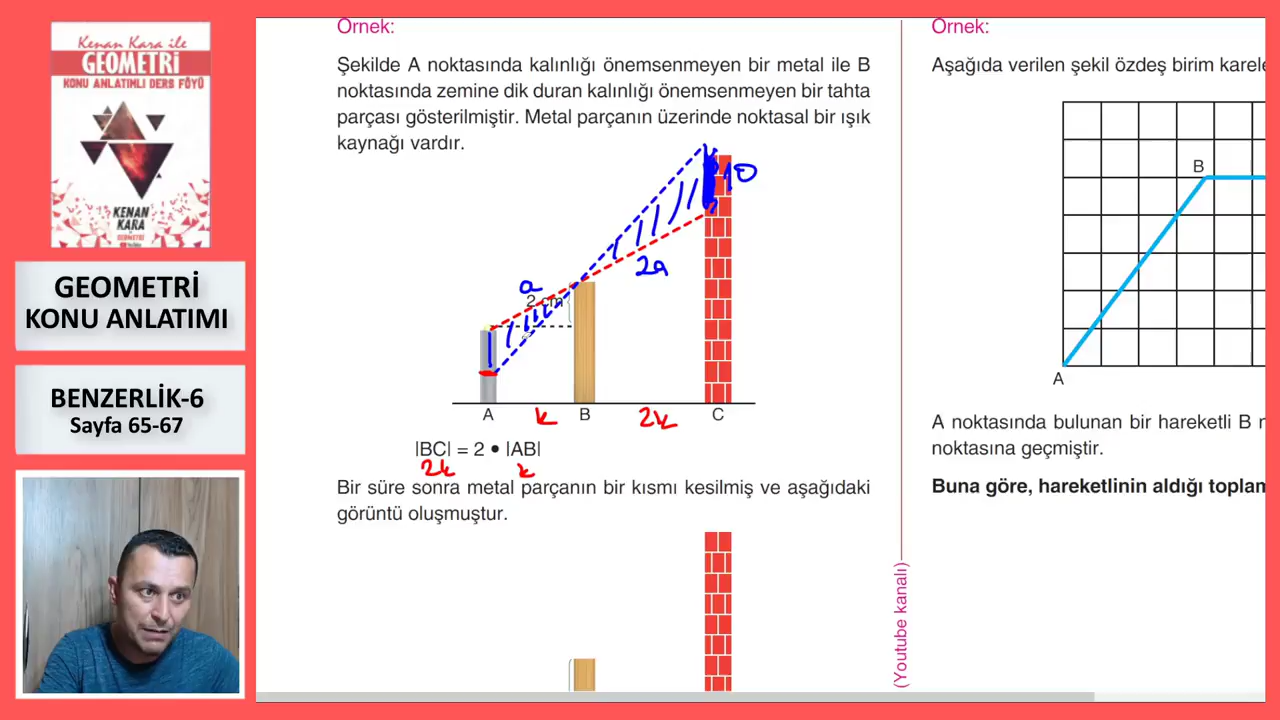 Kenan Kara ile
GEOMETRİ
KONU ANLATIMLI DERS FÖYÜ
KENAN
KARA
GEOMETRİ
KONU ANLATIMI
BENZERLİK-6
Sayfa 65-67
Örnek:
Şekilde A noktasında kalınlığı önemsenmeyen bir metal ile B
noktasında zemine dik duran kalınlığı önemsenmeyen bir tahta
parçası gösterilmiştir. Metal parçanın üzerinde noktasal bir ışık
kaynağı vardır.
10
2a
a
2 cm
A
k
B
2k
C
|BC| = 2 • |AB|
2k
k
Bir süre sonra metal parçanın bir kısmı kesilmiş ve aşağıdaki
görüntü oluşmuştur.
(Youtube kanalı)
Örnek:
Aşağıda verilen şekil özdeş birim karele
B
A
A noktasında bulunan bir hareketli B n
noktasına geçmiştir.
Buna göre, hareketlinin aldığı toplam